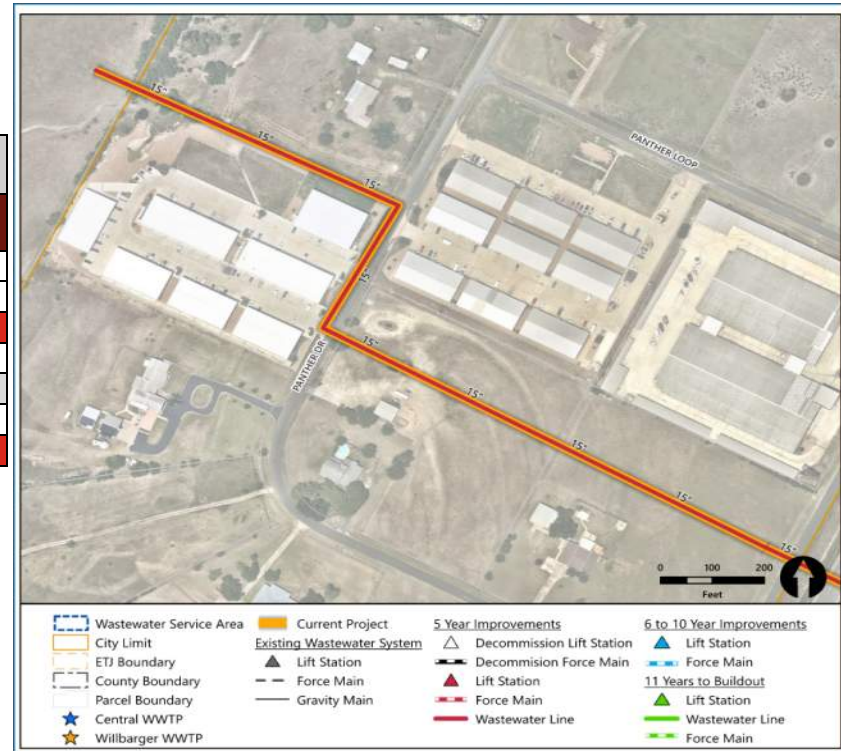 15"
15"
15"
PANTHER LOOP
15"
15"
PANTHER DR
15"
15"
15"
15"
0 100 200
Feet
Wastewater Service Area
City Limit
ETJ Boundary
County Boundary
Parcel Boundary
Central WWTP
Willbarger WWTP
Current Project
Existing Wastewater System
Lift Station
Force Main
Gravity Main
5 Year Improvements
Decommission Lift Station
Decommision Force Main
Lift Station
Force Main
Wastewater Line
6 to 10 Year Improvements
Lift Station
Force Main
11 Years to Buildout
Lift Station
Wastewater Line
Force Main